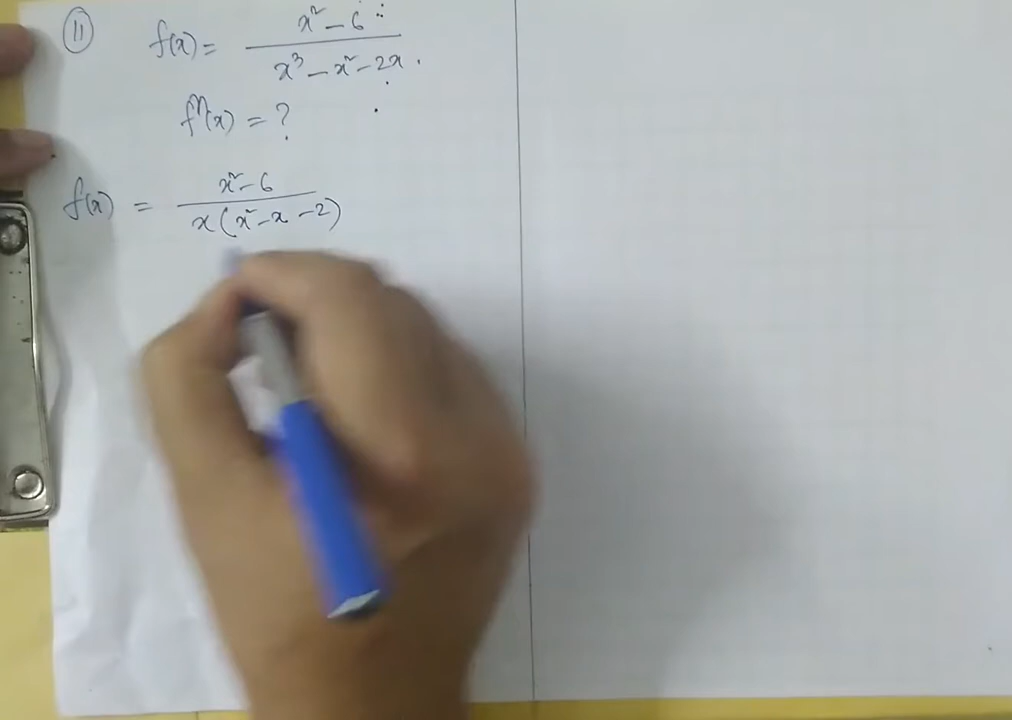 11
f(x) = x² - 6 / x³ - x² - 2x
fⁿ(x) = ?
f(x) = x² - 6 / x(x² - x - 2)